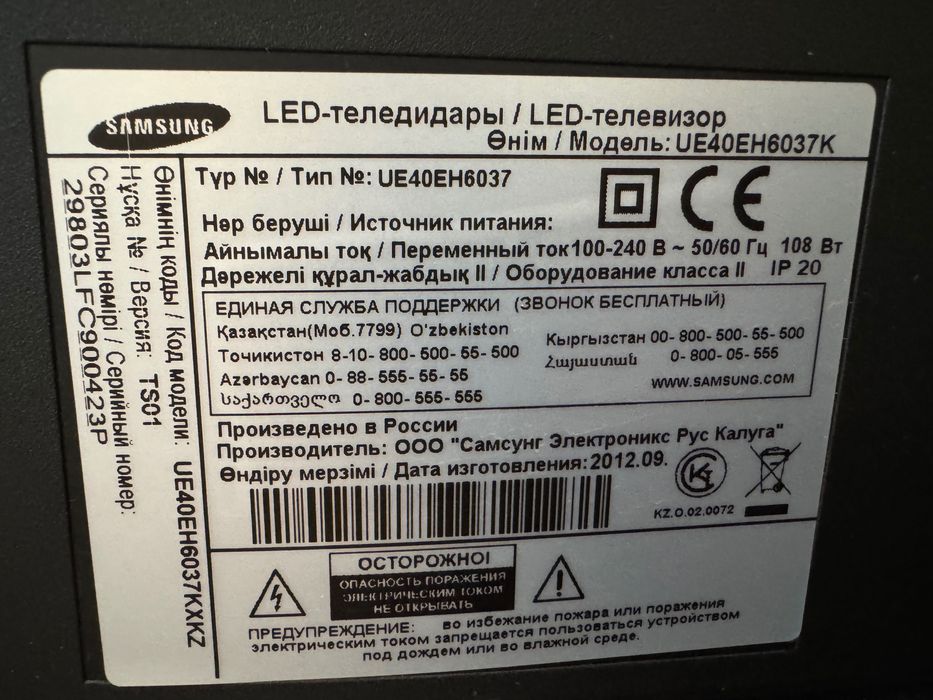 SAMSUNG
LED-теледидары / LED-телевизор
Өнім / Модель: UE40EH6037K
Түр № / Тип №: UE40EH6037
Нәр беруші / Источник питания:
Айнымалы ток / Переменный ток 100-240 В ~ 50/60 Гц 108 Вт
Дәрежелі құрал-жабдық II / Оборудование класса II IP 20
ЕДИНАЯ СЛУЖБА ПОДДЕРЖКИ (ЗВОНОК БЕСПЛАТНЫЙ)
Қазақстан(Моб.7799) O'zbekiston
Точикистон 8-10-800-500-55-500
Azərbaycan 0-88-555-55-55
საქართველო 0-800-555-555
Кыргызстан 00-800-500-55-500
Հայաստան 0-800-05-555
WWW.SAMSUNG.COM
Произведено в России
Производитель: ООО "Самсунг Электроникс Рус Калуга"
Өндіру мерзімі / Дата изготовления: 2012.09.
KZ.O.02.0072
ОСТОРОЖНО!
ОПАСНОСТЬ ПОРАЖЕНИЯ
ЭЛЕКТРИЧЕСКИМ ТОКОМ
НЕ ОТКРЫВАТЬ
ПРЕДУПРЕЖДЕНИЕ: во избежание пожара или поражения
электрическим током запрещается пользоваться устройством
под дождем или во влажной среде.
Өнімнің коды / Код модели: UE40EH6037KXKZ
Нұсқа № / Версия: TS01
Сериялы нөмірі / Серийный номер:
29803LFC900423P